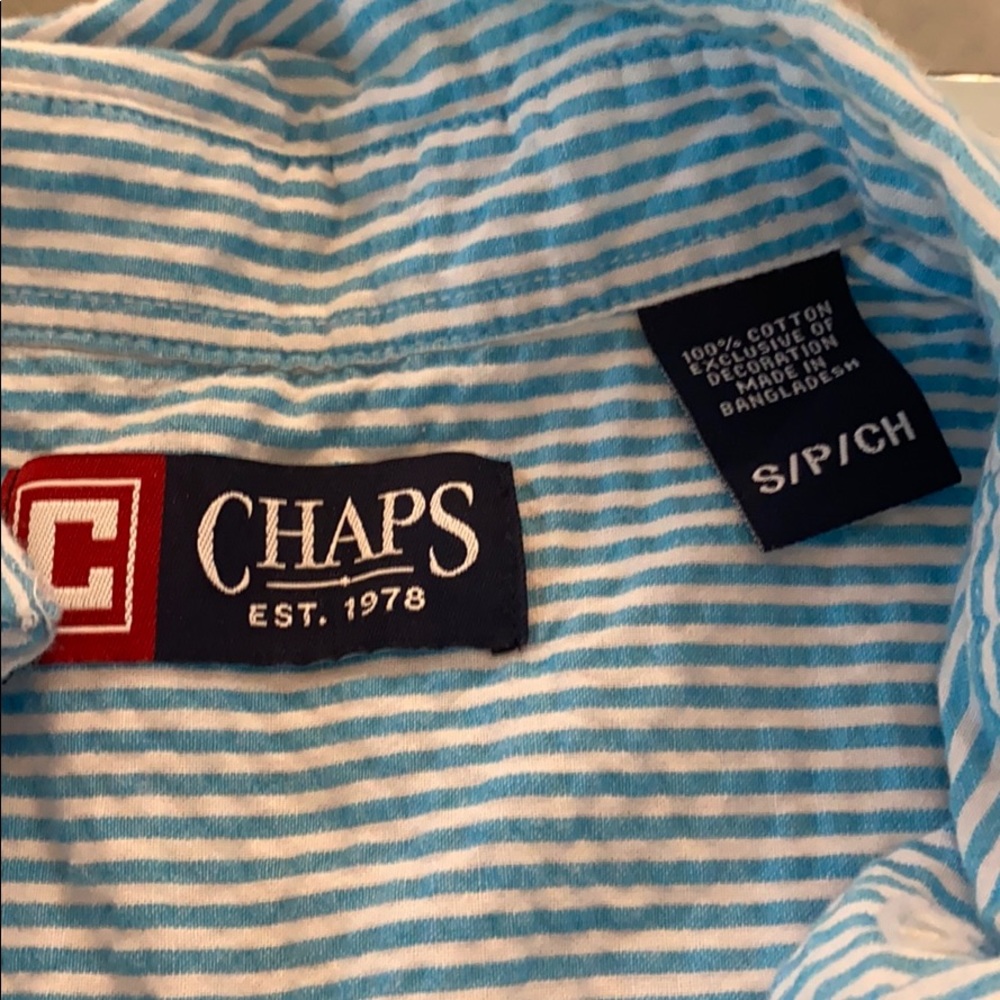 100% COTTON
EXCLUSIVE OF
DECORATION
MADE IN
BANGLADESH
S/P/CH
C
CHAPS
EST. 1978